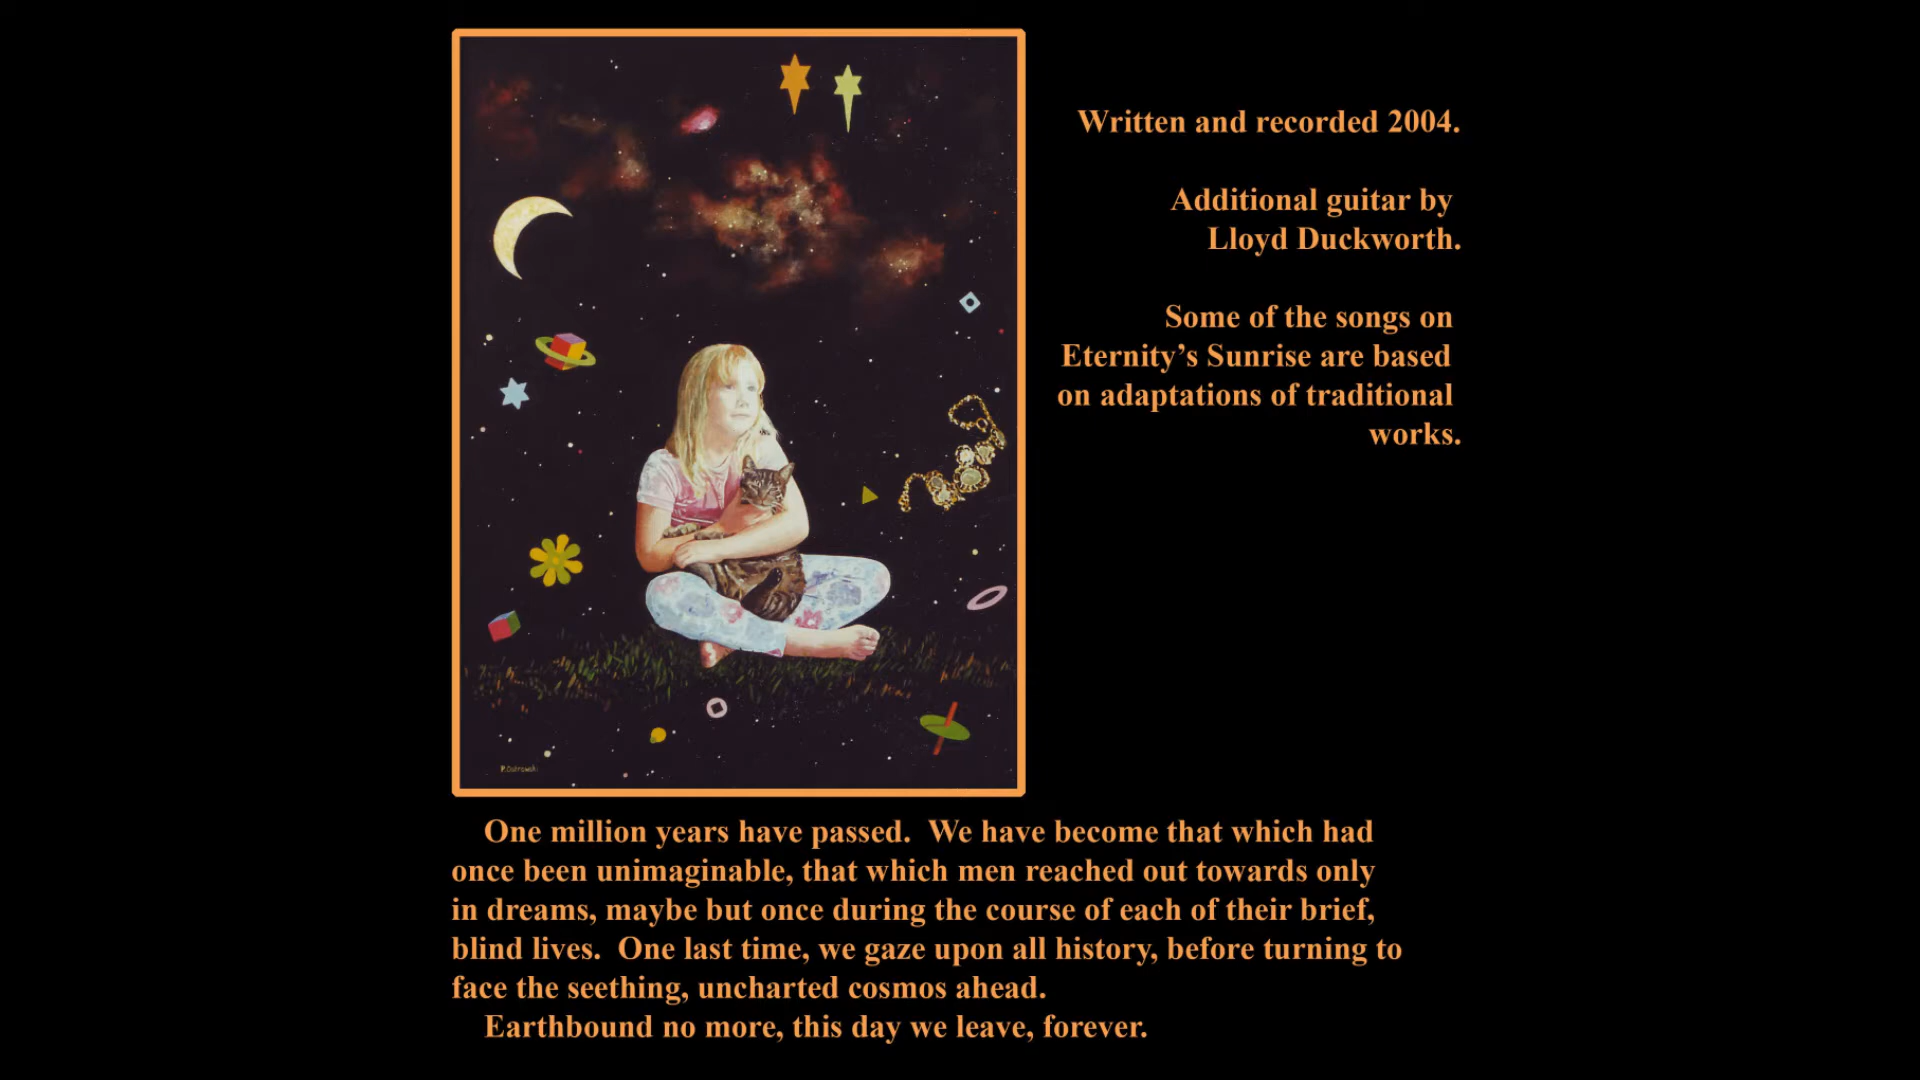 Written and recorded 2004.
Additional guitar by
Lloyd Duckworth.
Some of the songs on
Eternity’s Sunrise are based
on adaptations of traditional
works.
P.Ostrowski
One million years have passed.  We have become that which had
once been unimaginable, that which men reached out towards only
in dreams, maybe but once during the course of each of their brief,
blind lives.  One last time, we gaze upon all history, before turning to
face the seething, uncharted cosmos ahead.
Earthbound no more, this day we leave, forever.